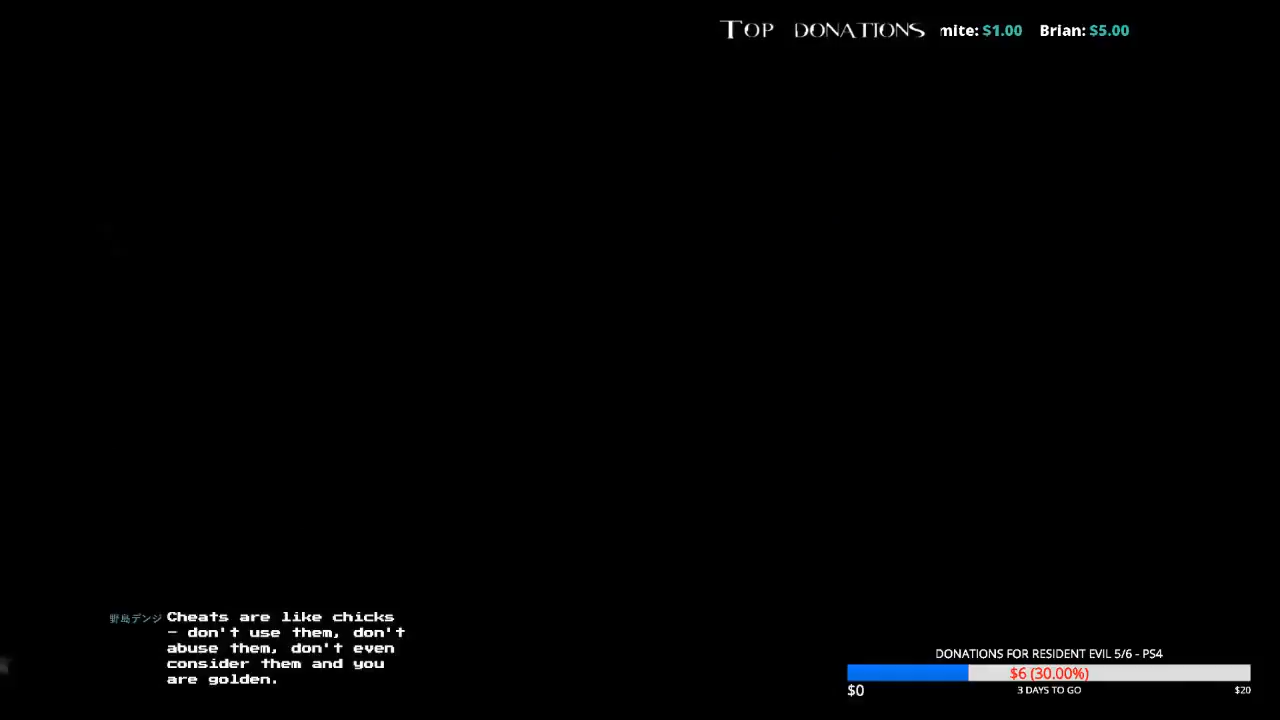 TOP DONATIONS mite: $1.00 Brian: $5.00
野島デンジ Cheats are like chicks
- don't use them, don't
abuse them, don't even
consider them and you
are golden.
DONATIONS FOR RESIDENT EVIL 5/6 - PS4
$6 (30.00%)
$0 3 DAYS TO GO $20